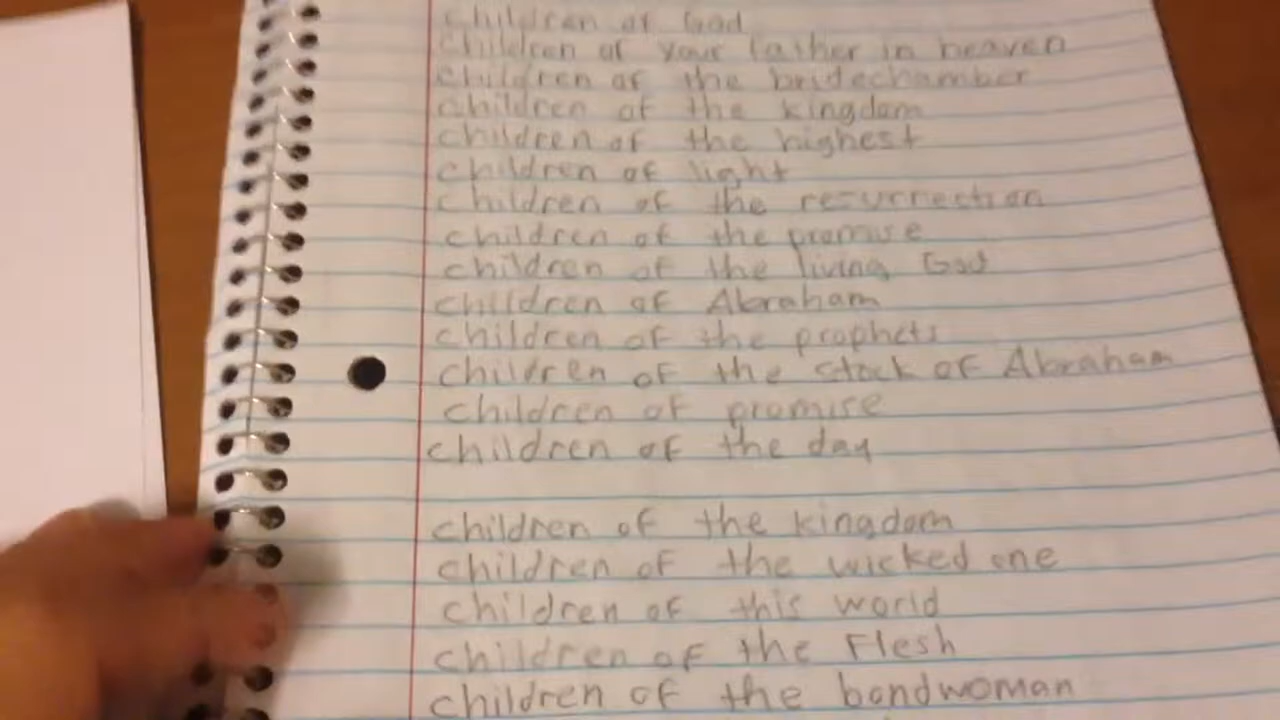 children of God
children of your father in heaven
children of the bridechamber
children of the kingdom
children of the highest
children of light
children of the resurrection
children of the promise
children of the living God
children of Abraham
children of the prophets
children of the stock of Abraham
children of promise
children of the day
children of the kingdom
children of the wicked one
children of this world
children of the Flesh
children of the bondwoman